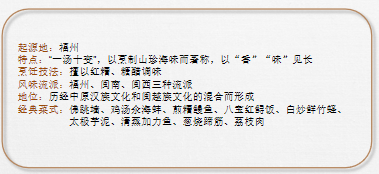 起源地：福州
特点：“一汤十变”，以烹制山珍海味而著称，以“香”“味”见长
烹饪技法：擅以红糟、糖醋调味
风味流派：福州、闽南、闽西三种流派
地位：历经中原汉族文化和闽越族文化的混合而形成
经典菜式：佛跳墙、鸡汤汆海蚌、煎糟鳗鱼、八宝红鲟饭、白炒鲜竹蛏、
太极芋泥、清蒸加力鱼、葱烧蹄筋、荔枝肉